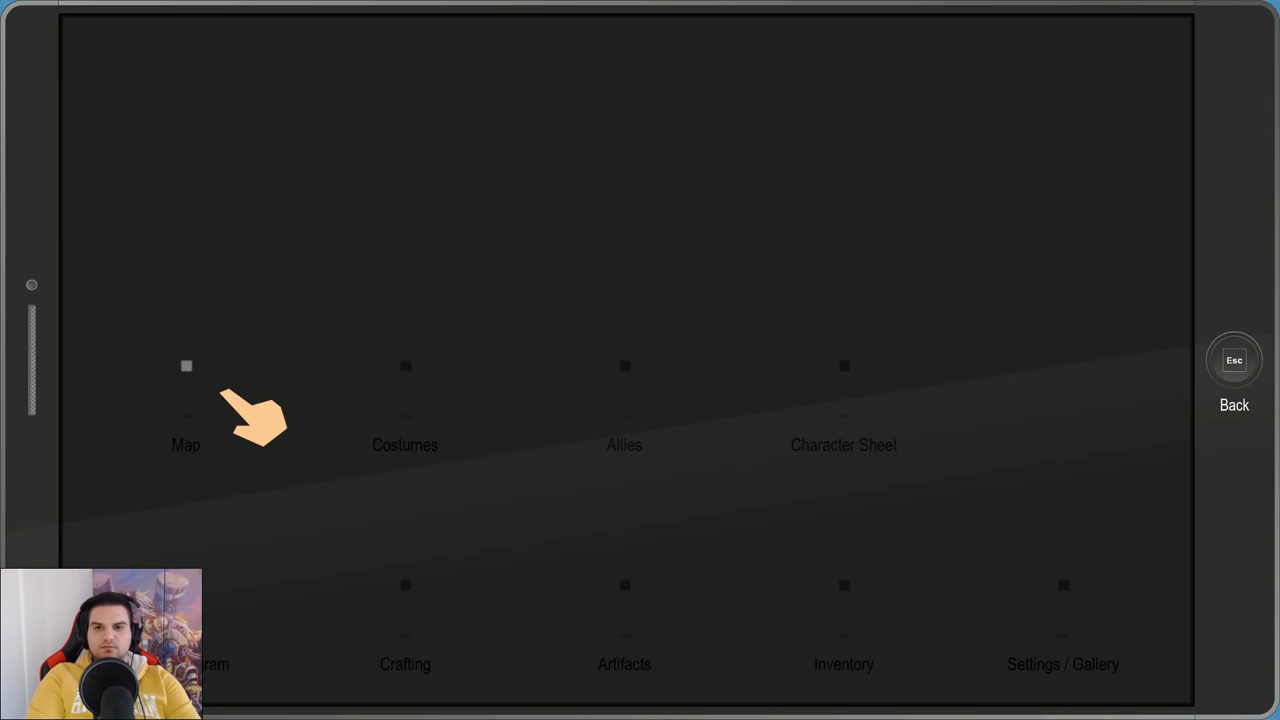 Esc
Back
Map Costumes Allies Character Sheet
Crafting Artifacts Inventory Settings / Gallery